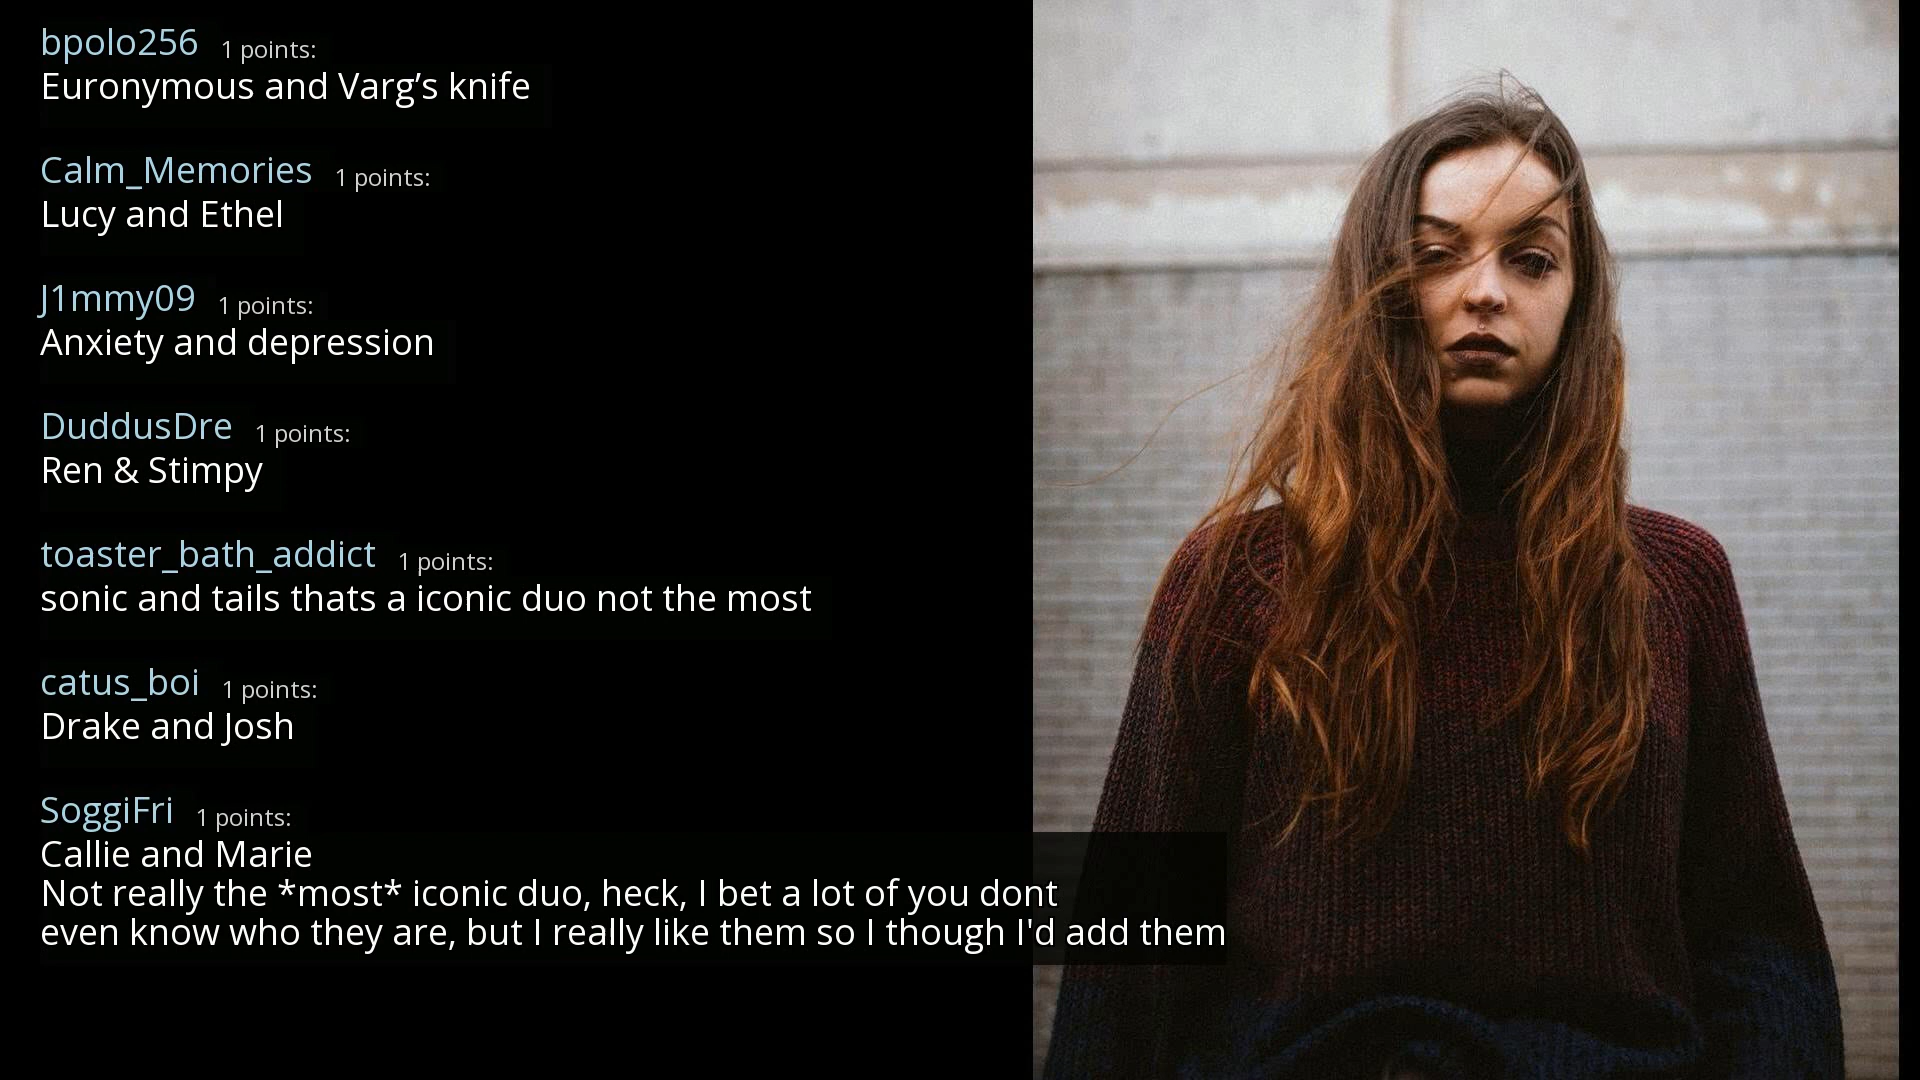 bpolo256 1 points:
Euronymous and Varg’s knife
Calm_Memories 1 points:
Lucy and Ethel
J1mmy09 1 points:
Anxiety and depression
DuddusDre 1 points:
Ren & Stimpy
toaster_bath_addict 1 points:
sonic and tails thats a iconic duo not the most
catus_boi 1 points:
Drake and Josh
SoggiFri 1 points:
Callie and Marie
Not really the *most* iconic duo, heck, I bet a lot of you dont
even know who they are, but I really like them so I though I'd add them